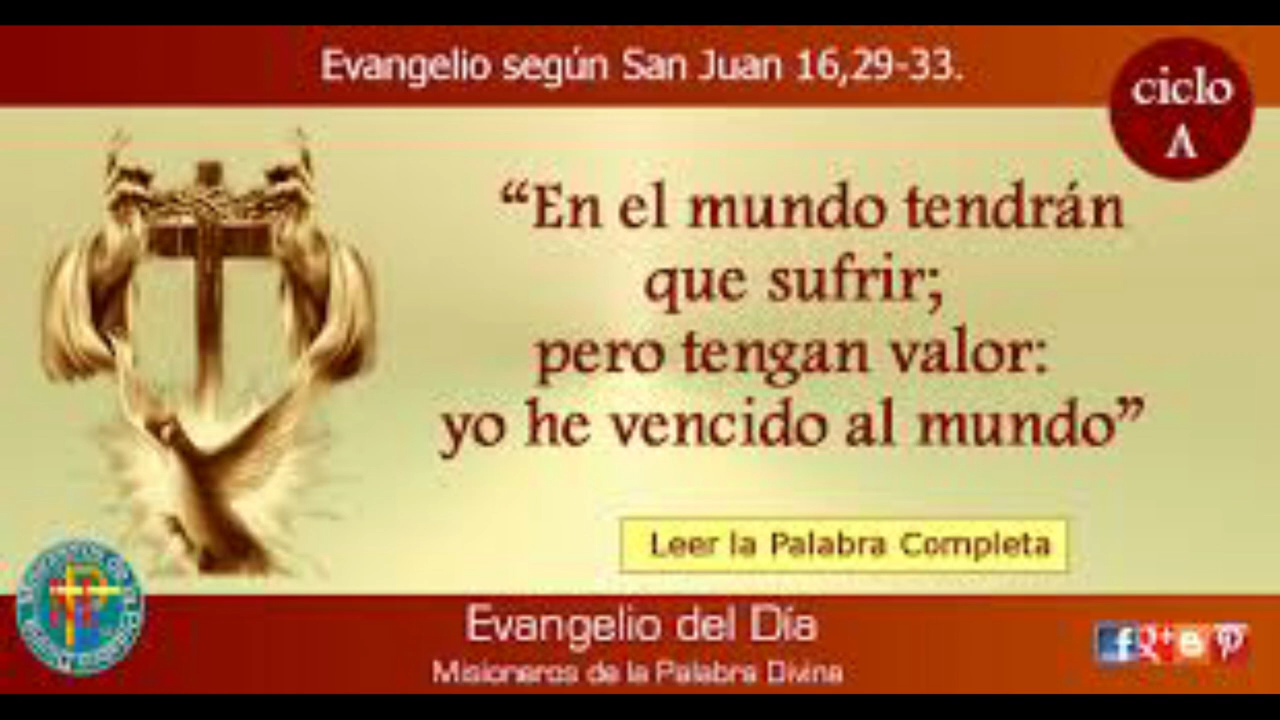 Evangelio según San Juan 16,29-33.
ciclo
A
“En el mundo tendrán
que sufrir;
pero tengan valor:
yo he vencido al mundo”
Leer la Palabra Completa
Evangelio del Día
Misioneros de la Palabra Divina